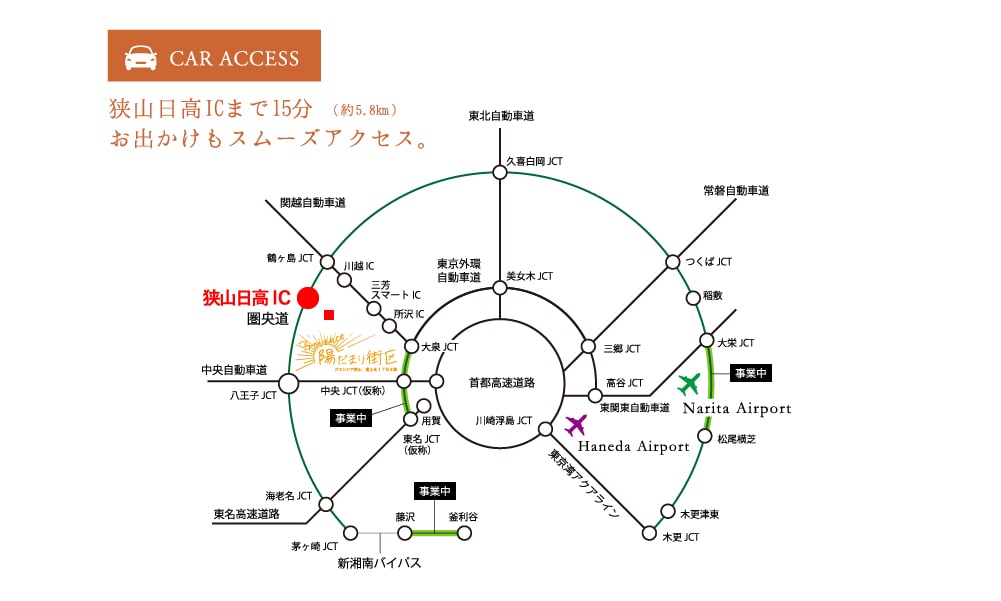 CAR ACCESS
狭山日高ICまで15分 （約5.8km）
お出かけもスムーズアクセス。
東北自動車道
久喜白岡 JCT
常磐自動車道
関越自動車道
鶴ヶ島 JCT
川越 IC
東京外環
自動車道
美女木 JCT
つくば JCT
三芳
スマート IC
稲敷
狭山日高 IC
圏央道
所沢 IC
大泉 JCT
三郷 JCT
大栄 JCT
陽だまり街区
中央自動車道
八王子 JCT
中央 JCT（仮称）
首都高速道路
高谷 JCT
事業中
東関東自動車道
Narita Airport
事業中
用賀
川崎浮島 JCT
東名 JCT
（仮称）
Haneda Airport
松尾横芝
東京湾アクアライン
海老名 JCT
東名高速道路
事業中
藤沢
釜利谷
木更津東
茅ヶ崎 JCT
木更 JCT
新湘南バイパス